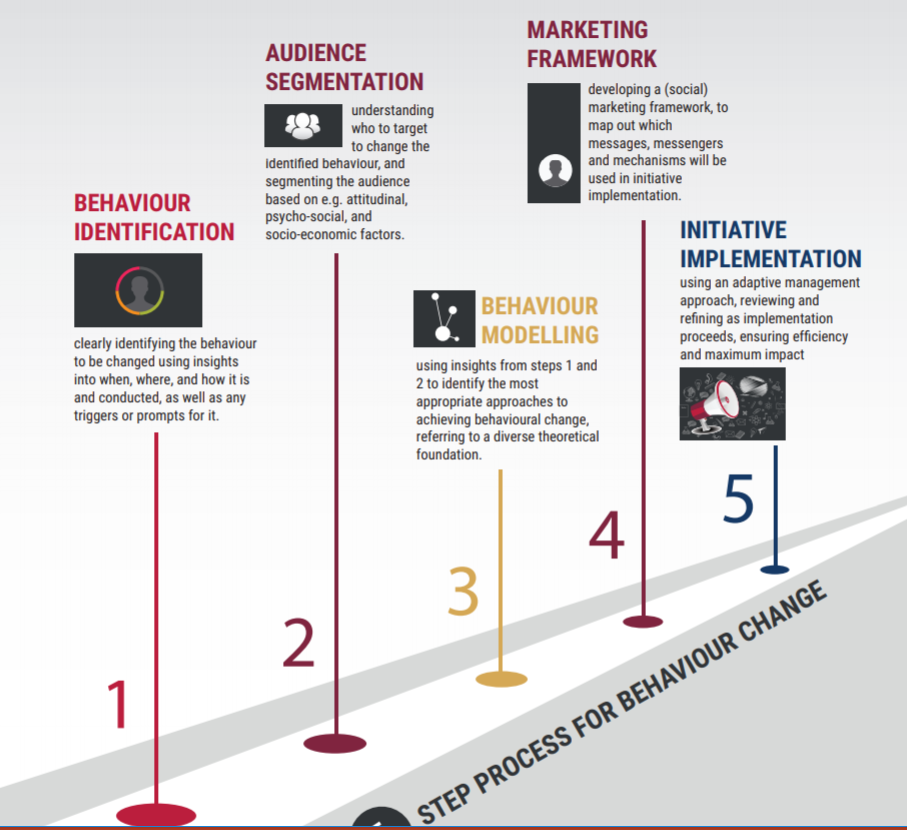 BEHAVIOUR
IDENTIFICATION
clearly identifying the behaviour
to be changed using insights
into when, where, and how it is
and conducted, as well as any
triggers or prompts for it.
1
AUDIENCE
SEGMENTATION
understanding
who to target
to change the
identified behaviour, and
segmenting the audience
based on e.g. attitudinal,
psycho-social, and
socio-economic factors.
2
BEHAVIOUR
MODELLING
using insights from steps 1 and
2 to identify the most
appropriate approaches to
achieving behavioural change,
referring to a diverse theoretical
foundation.
3
MARKETING
FRAMEWORK
developing a (social)
marketing framework, to
map out which
messages, messengers
and mechanisms will be
used in initiative
implementation.
4
INITIATIVE
IMPLEMENTATION
using an adaptive management
approach, reviewing and
refining as implementation
proceeds, ensuring efficiency
and maximum impact
5
STEP PROCESS FOR BEHAVIOUR CHANGE